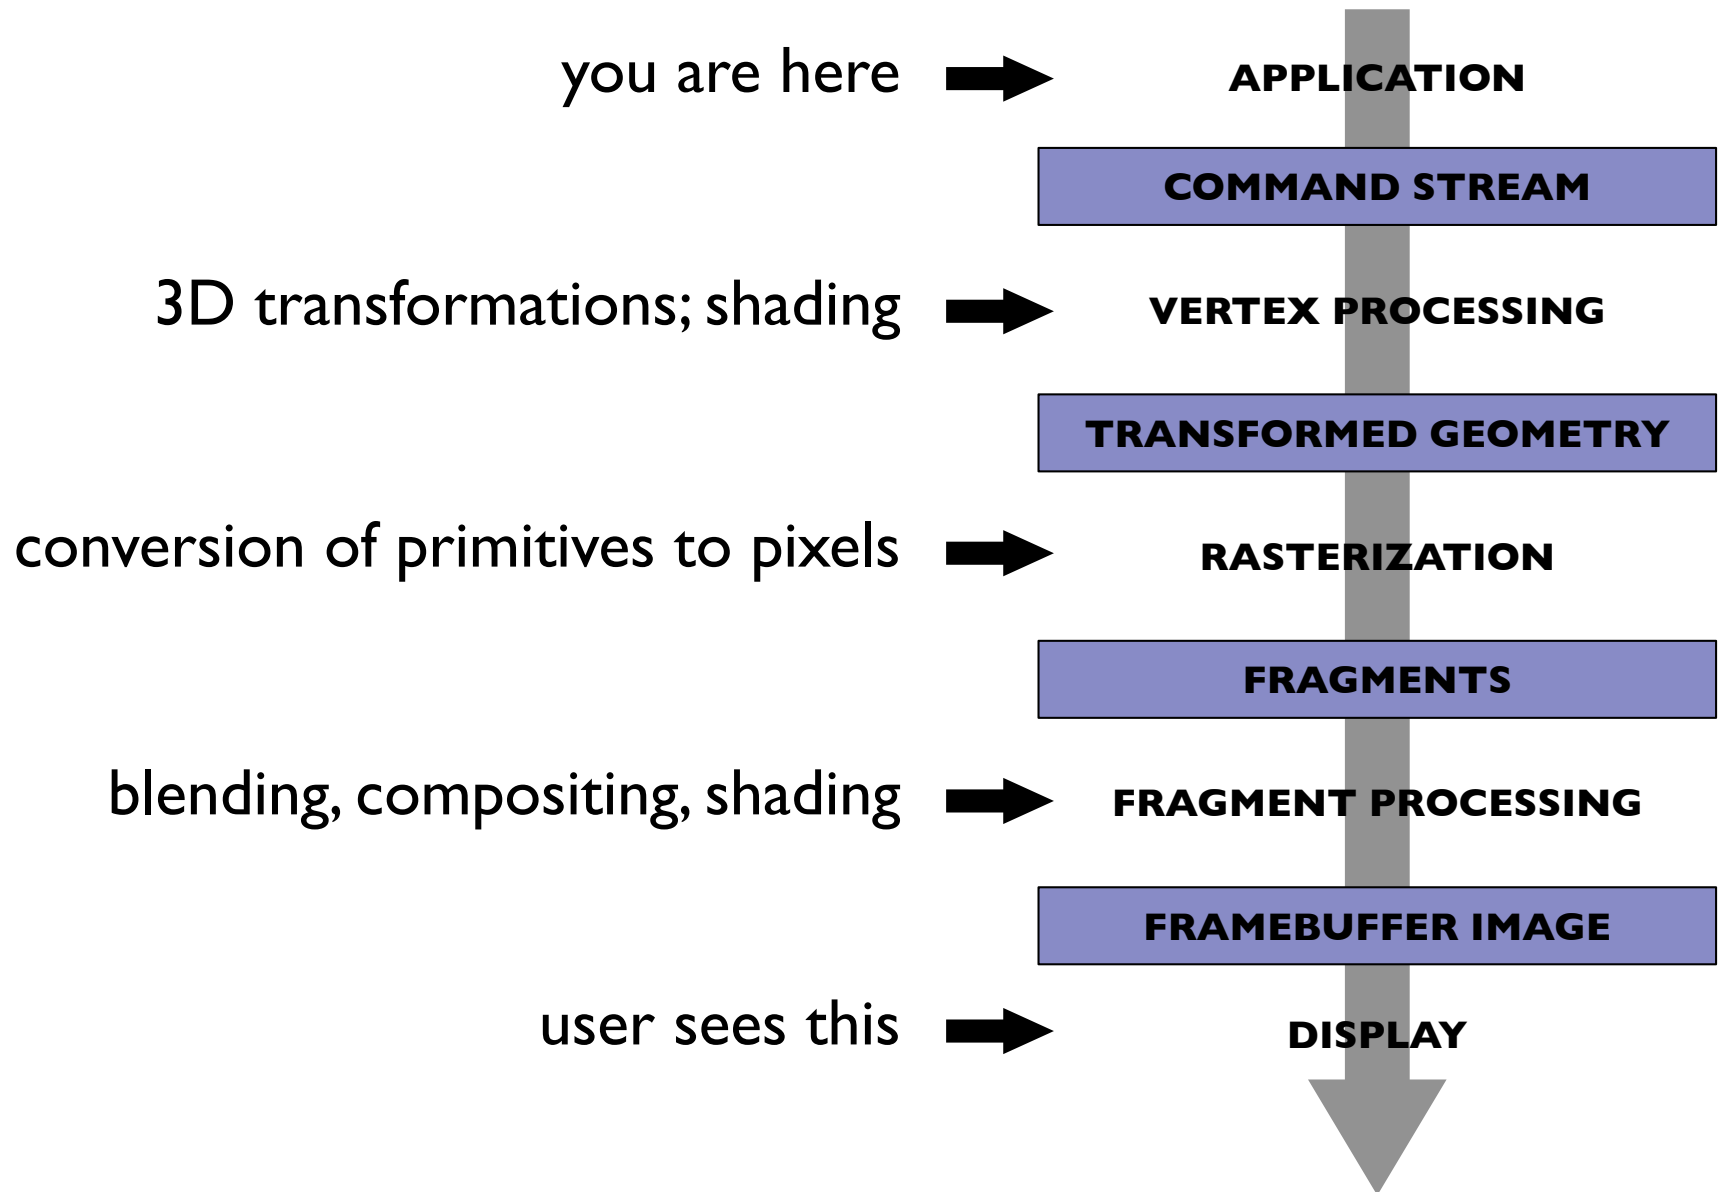 you are here
APPLICATION
COMMAND STREAM
3D transformations; shading
VERTEX PROCESSING
TRANSFORMED GEOMETRY
conversion of primitives to pixels
RASTERIZATION
FRAGMENTS
blending, compositing, shading
FRAGMENT PROCESSING
FRAMEBUFFER IMAGE
user sees this
DISPLAY